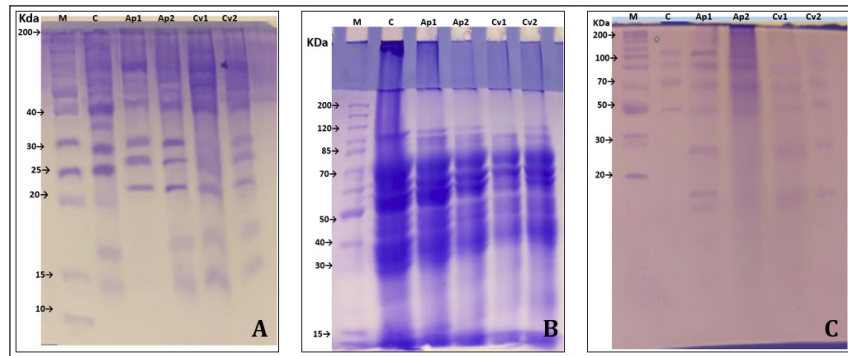 M C Ap1 Ap2 Cv1 Cv2
Kda
200→
40→
30→
25→
20→
15→
10→
A
M C Ap1 Ap2 Cv1 Cv2
KDa
200→
120→
85→
70→
50→
40→
30→
15→
B
M C Ap1 Ap2 Cv1 Cv2
KDa
200→
100→
70→
50→
30→
20→
C